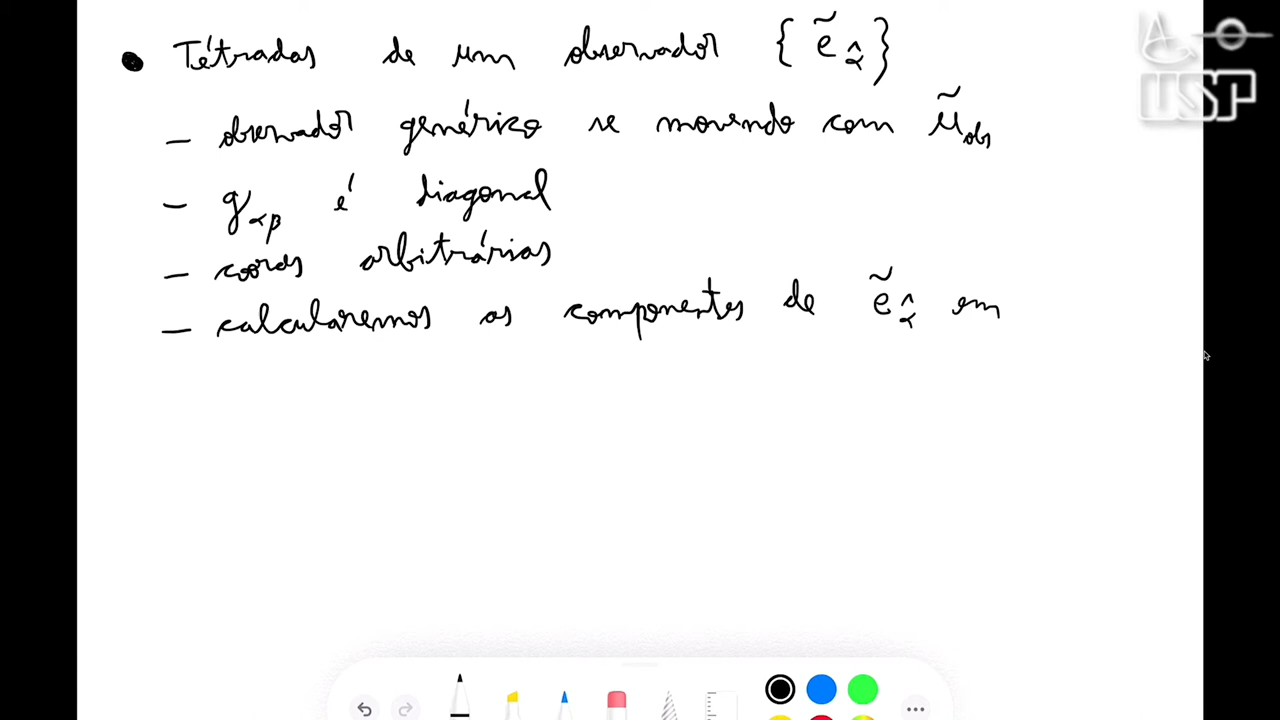 • Tétradas de um observador {ẽ_α̂}
– observador genérico se movendo com ũ_obs
– g_αβ é diagonal
– coords arbitrárias
– calcularemos as componentes de ẽ_α̂ em
USP